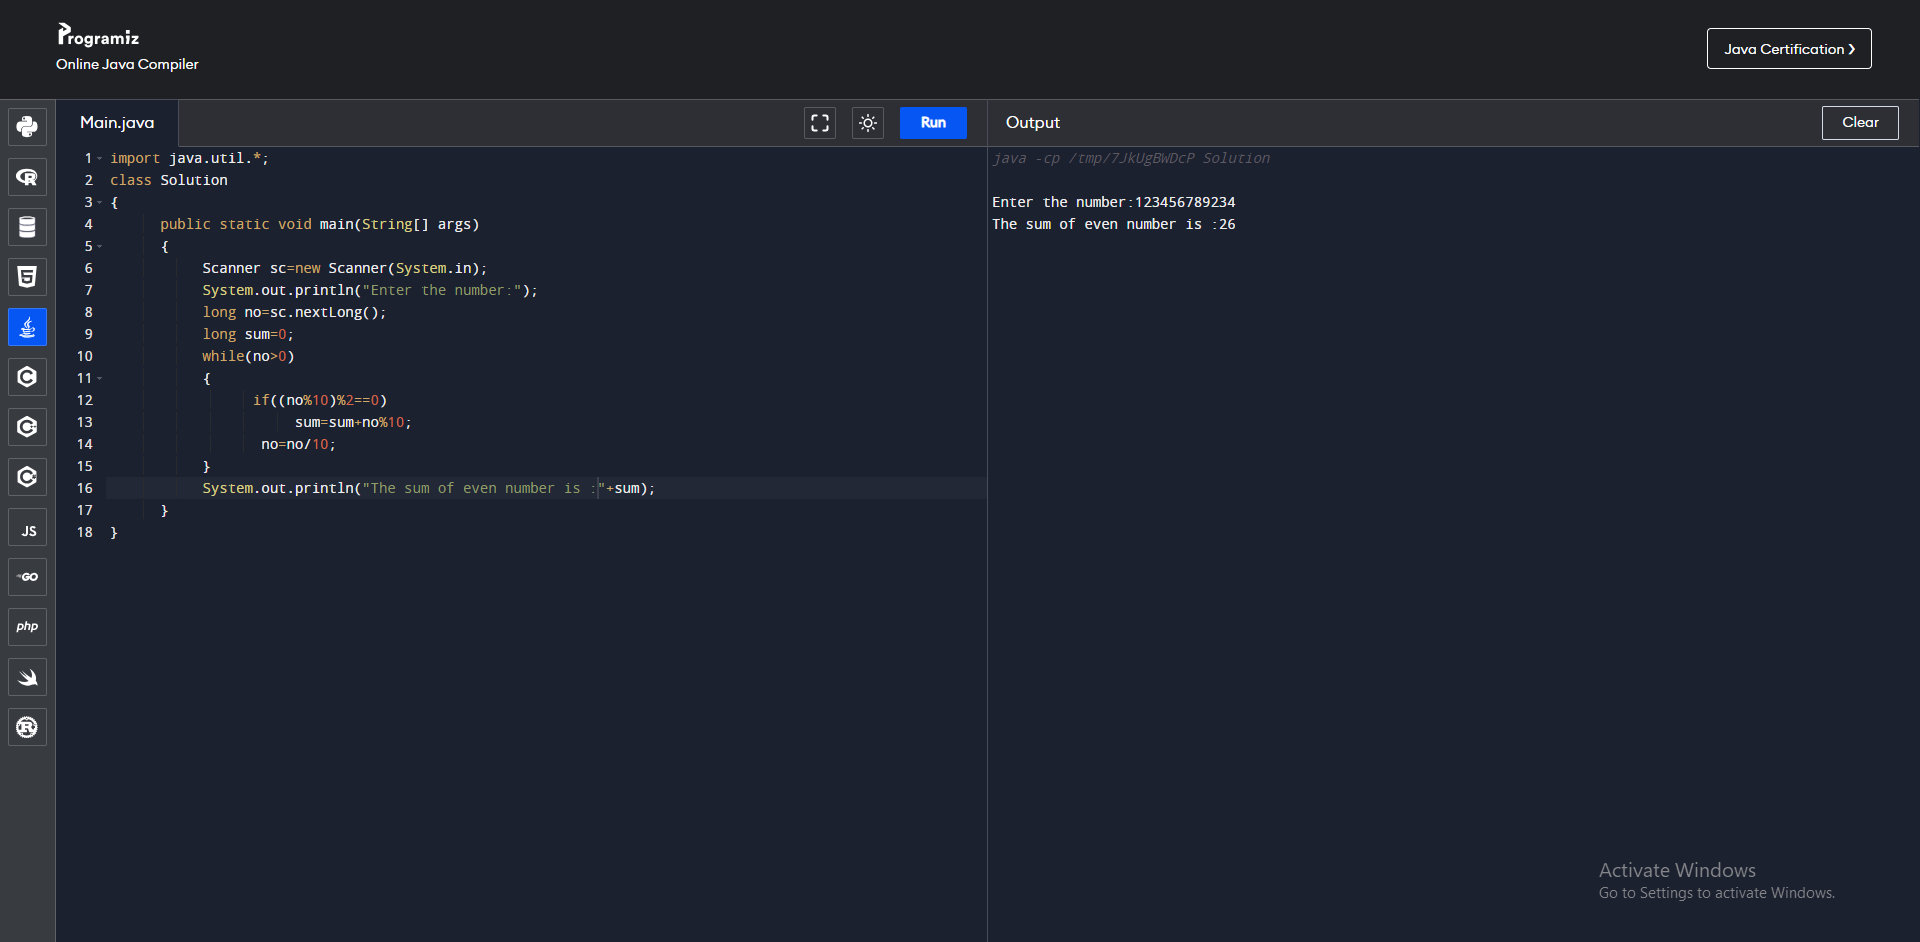 Programiz
Online Java Compiler
Java Certification ❯
Main.java
Run
Output
Clear
1 import java.util.*;
2 class Solution
3 {
4 public static void main(String[] args)
5 {
6 Scanner sc=new Scanner(System.in);
7 System.out.println("Enter the number:");
8 long no=sc.nextLong();
9 long sum=0;
10 while(no>0)
11 {
12 if((no%10)%2==0)
13 sum=sum+no%10;
14 no=no/10;
15 }
16 System.out.println("The sum of even number is :"+sum);
17 }
18 }
java -cp /tmp/7JkUgBWDcP Solution
Enter the number:123456789234
The sum of even number is :26
R
5
C
C
C
JS
GO
php
R
Activate Windows
Go to Settings to activate Windows.